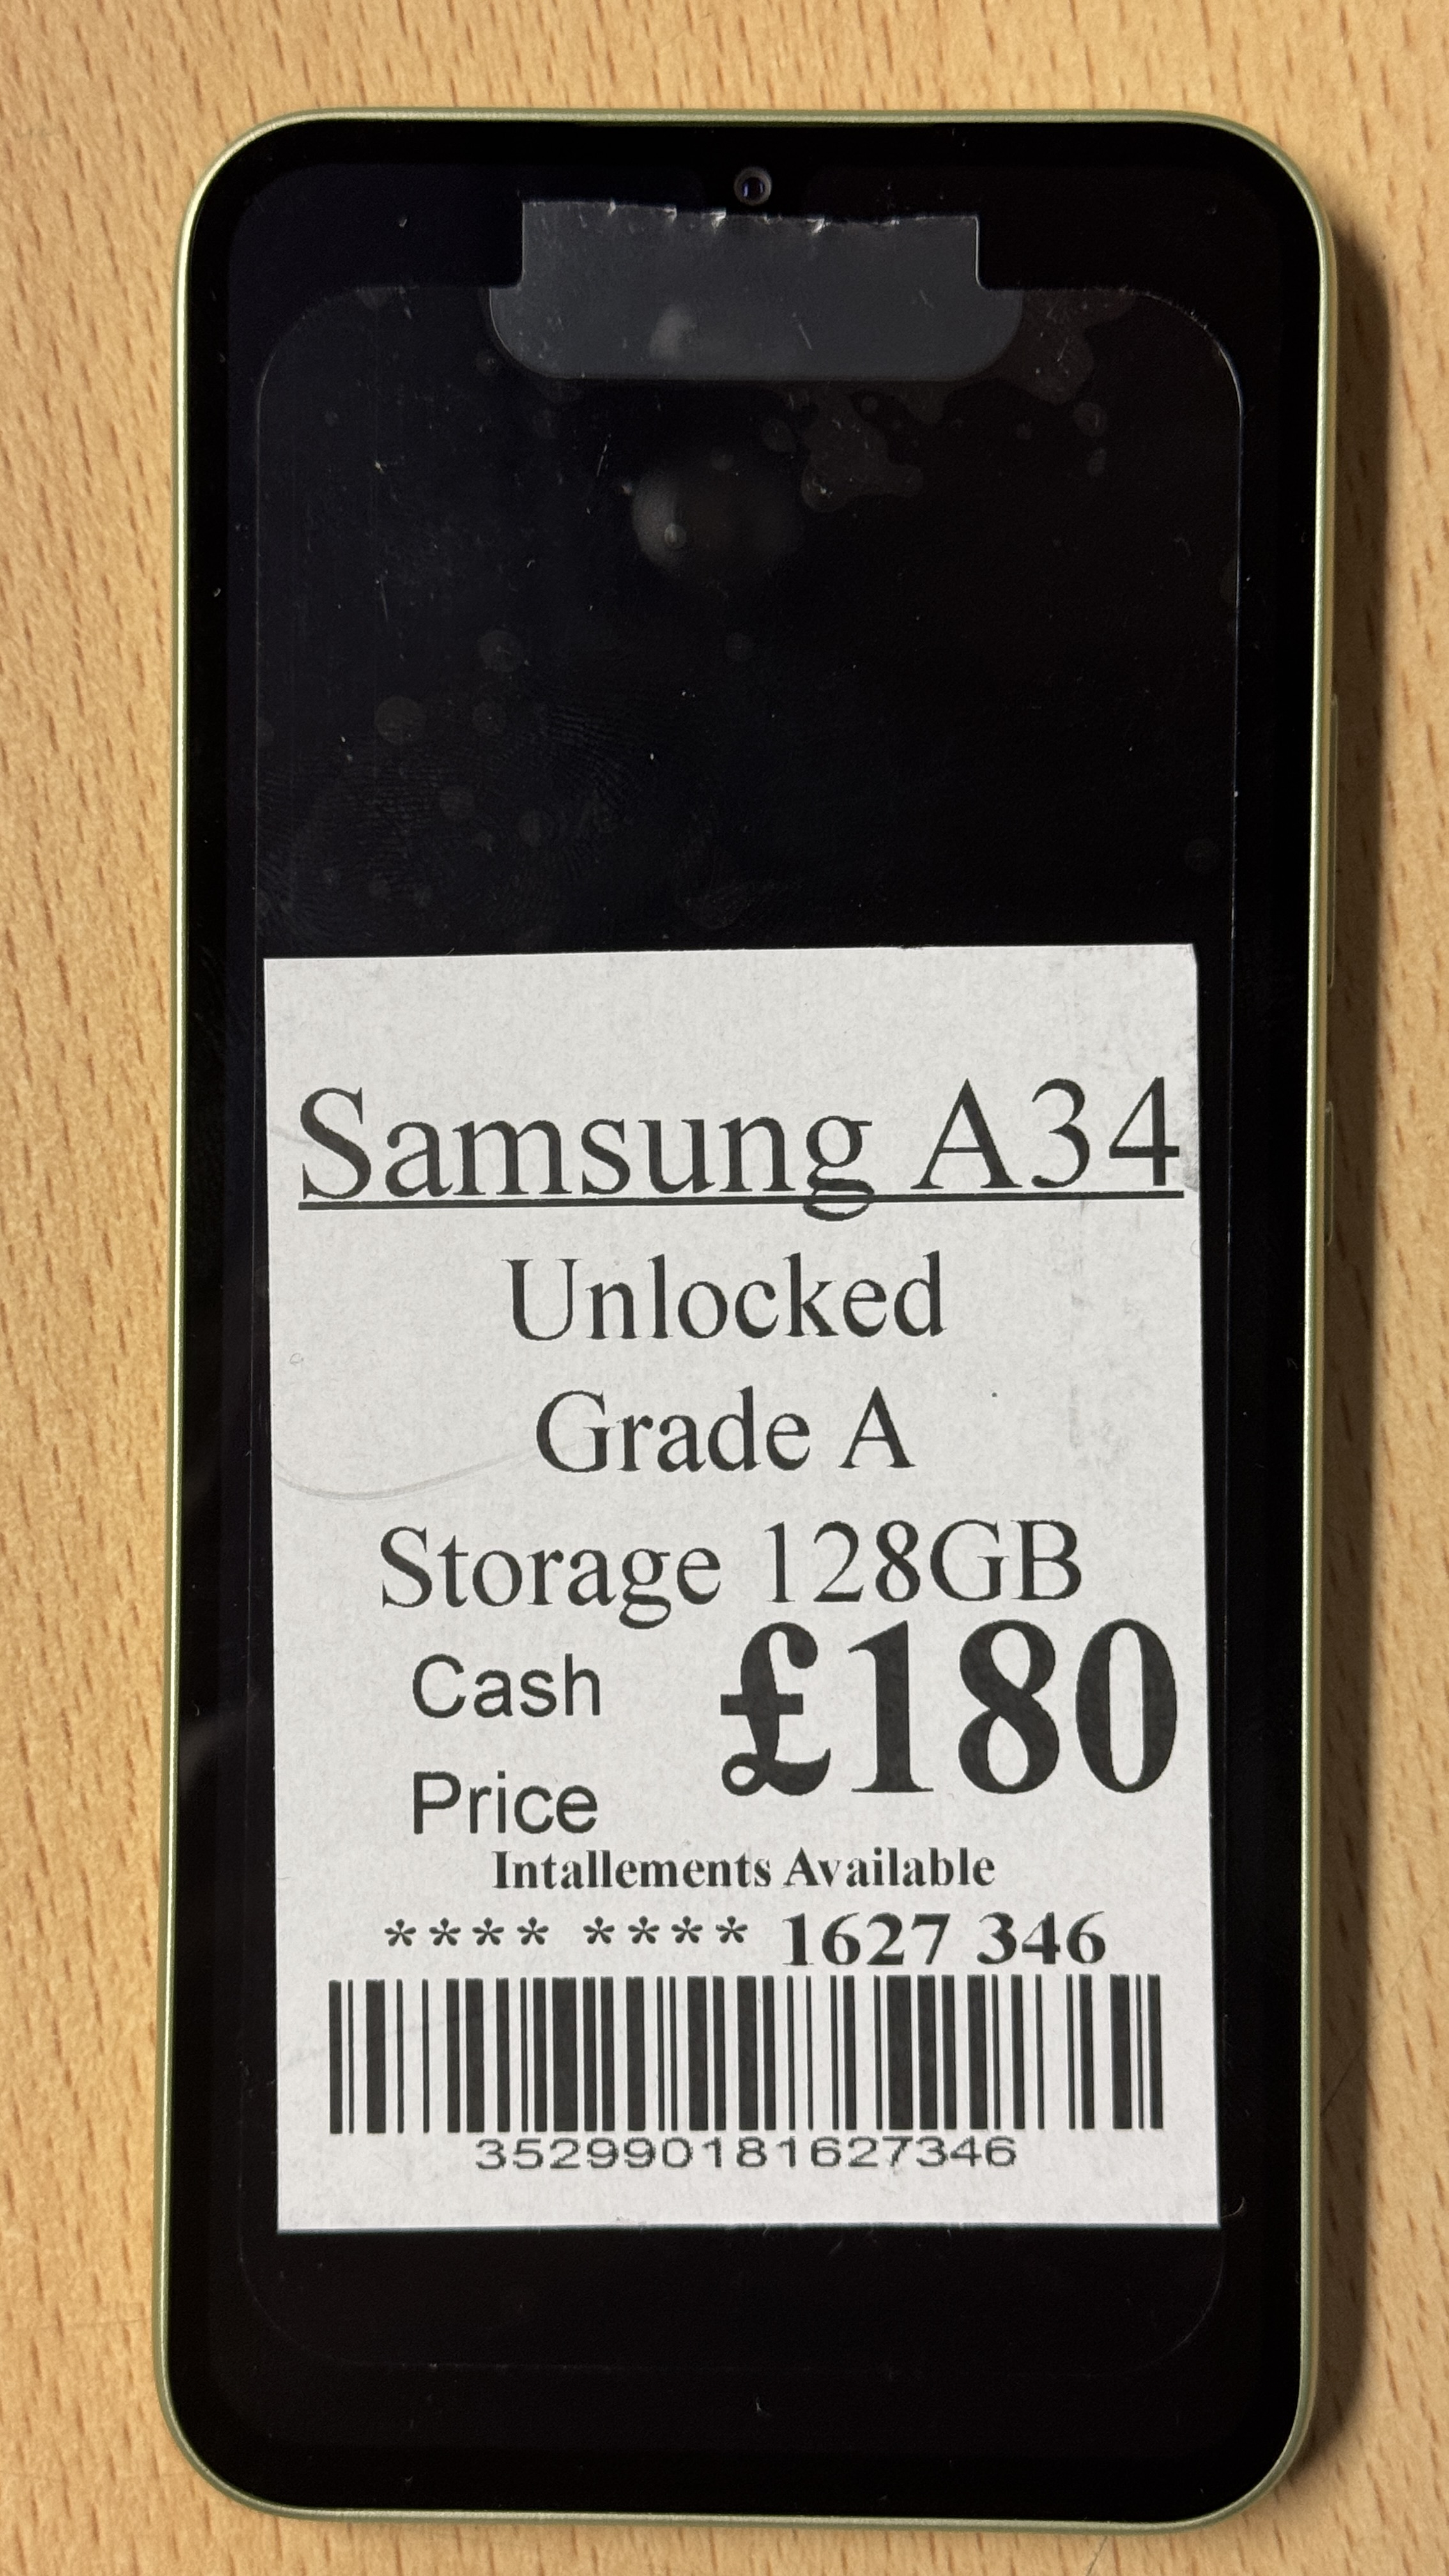 Samsung A34
Unlocked
Grade A
Storage 128GB
Cash Price £180
Intallements Available
**** **** 1627 346
352990181627346